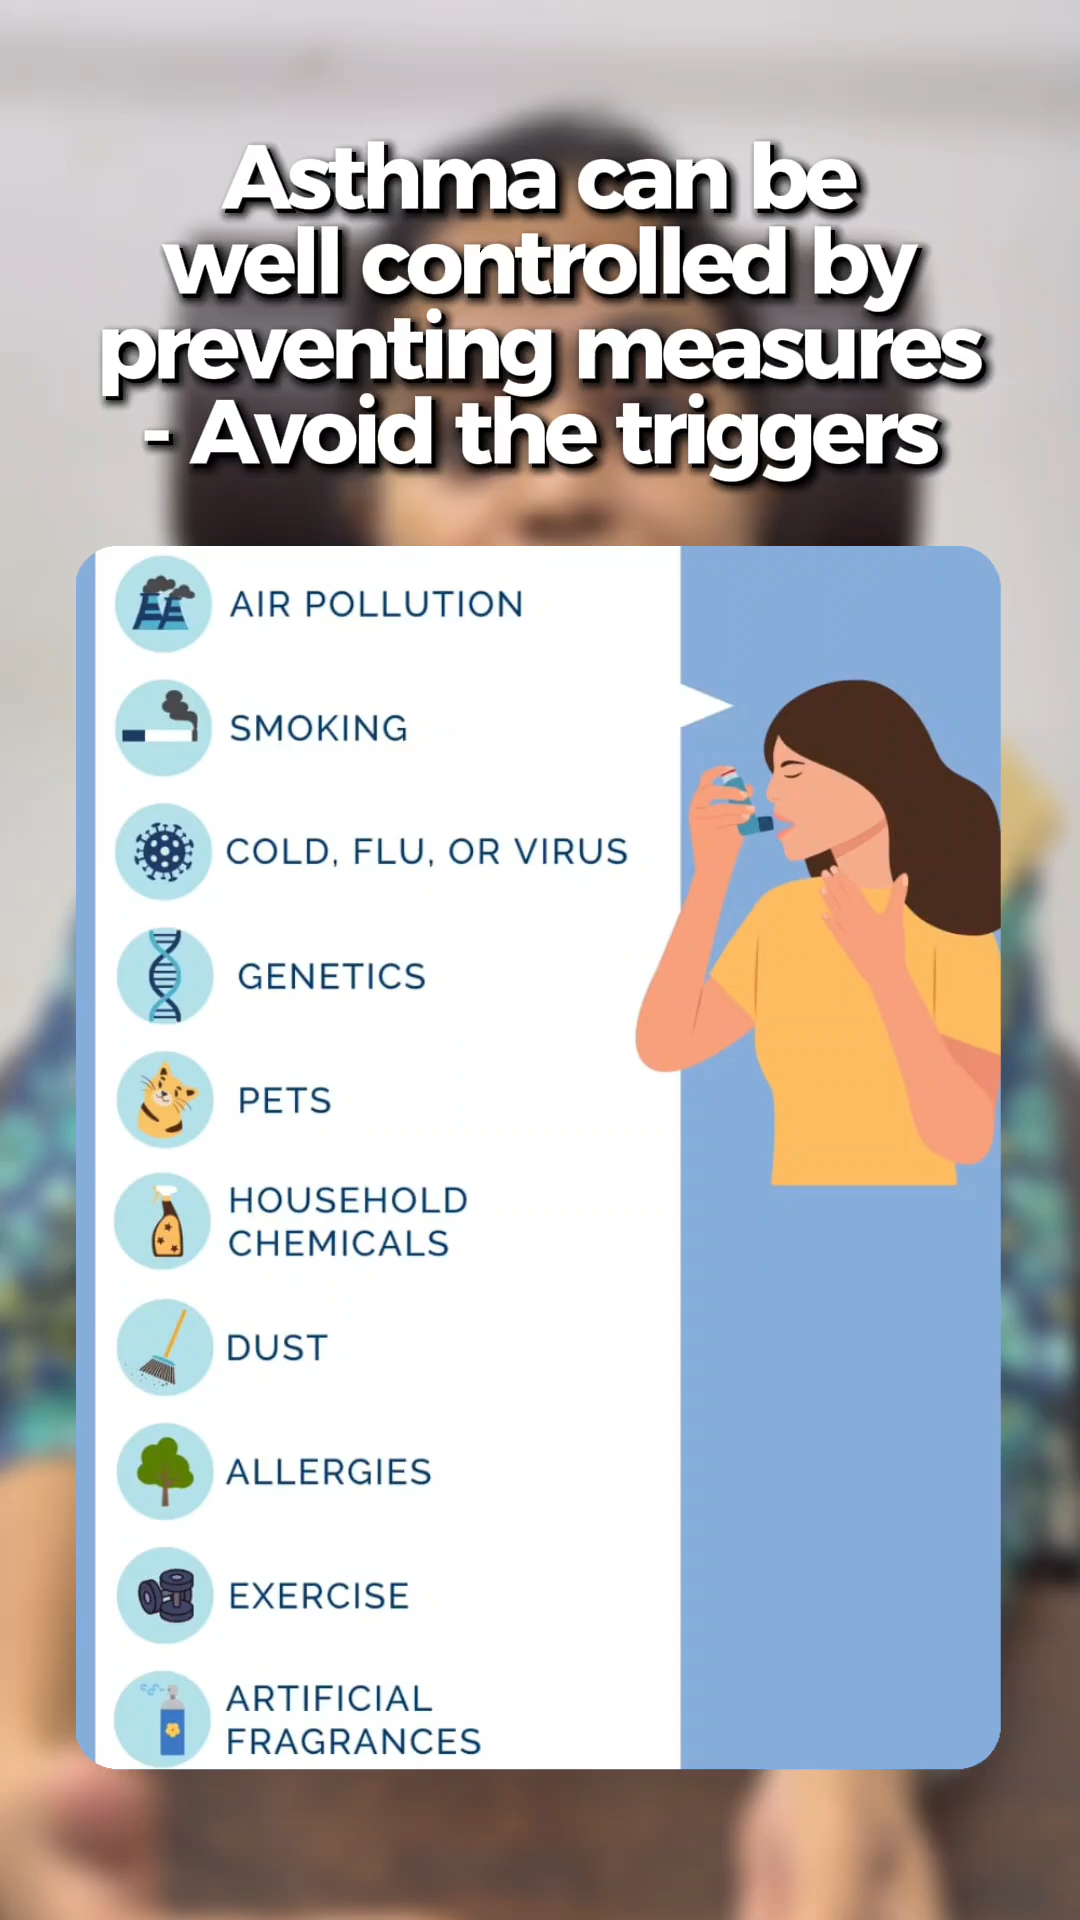 Asthma can be
well controlled by
preventing measures
- Avoid the triggers
AIR POLLUTION
SMOKING
COLD, FLU, OR VIRUS
GENETICS
PETS
HOUSEHOLD
CHEMICALS
DUST
ALLERGIES
EXERCISE
ARTIFICIAL
FRAGRANCES